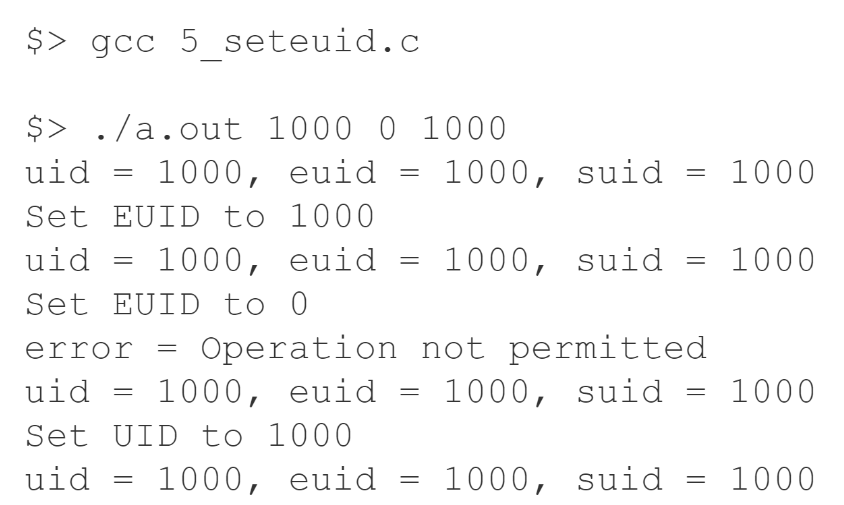 $> gcc 5_seteuid.c
$> ./a.out 1000 0 1000
uid = 1000, euid = 1000, suid = 1000
Set EUID to 1000
uid = 1000, euid = 1000, suid = 1000
Set EUID to 0
error = Operation not permitted
uid = 1000, euid = 1000, suid = 1000
Set UID to 1000
uid = 1000, euid = 1000, suid = 1000